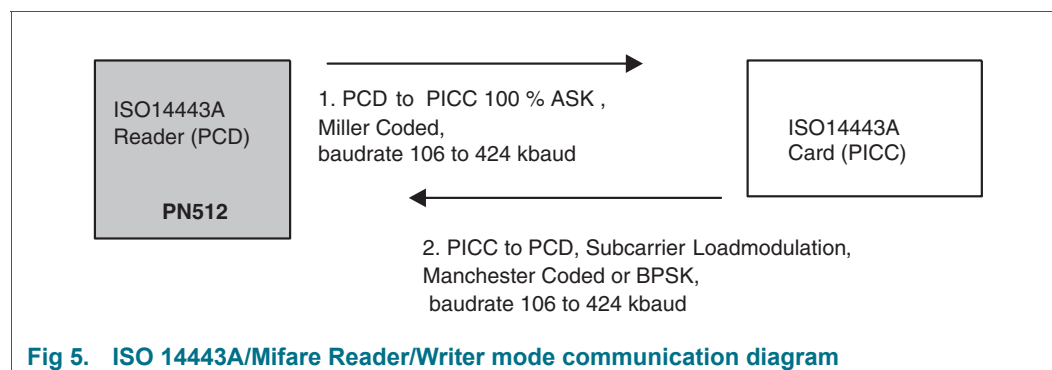 ISO14443A
Reader (PCD)
PN512
1. PCD to PICC 100 % ASK ,
Miller Coded,
baudrate 106 to 424 kbaud
2. PICC to PCD, Subcarrier Loadmodulation,
Manchester Coded or BPSK,
baudrate 106 to 424 kbaud
ISO14443A
Card (PICC)
Fig 5. ISO 14443A/Mifare Reader/Writer mode communication diagram